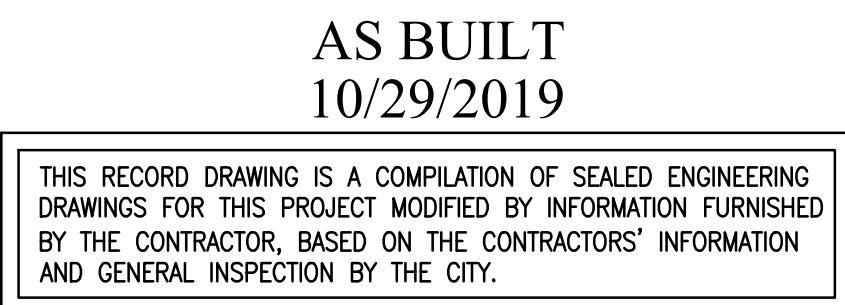 AS BUILT
10/29/2019
THIS RECORD DRAWING IS A COMPILATION OF SEALED ENGINEERING
DRAWINGS FOR THIS PROJECT MODIFIED BY INFORMATION FURNISHED
BY THE CONTRACTOR, BASED ON THE CONTRACTORS' INFORMATION
AND GENERAL INSPECTION BY THE CITY.